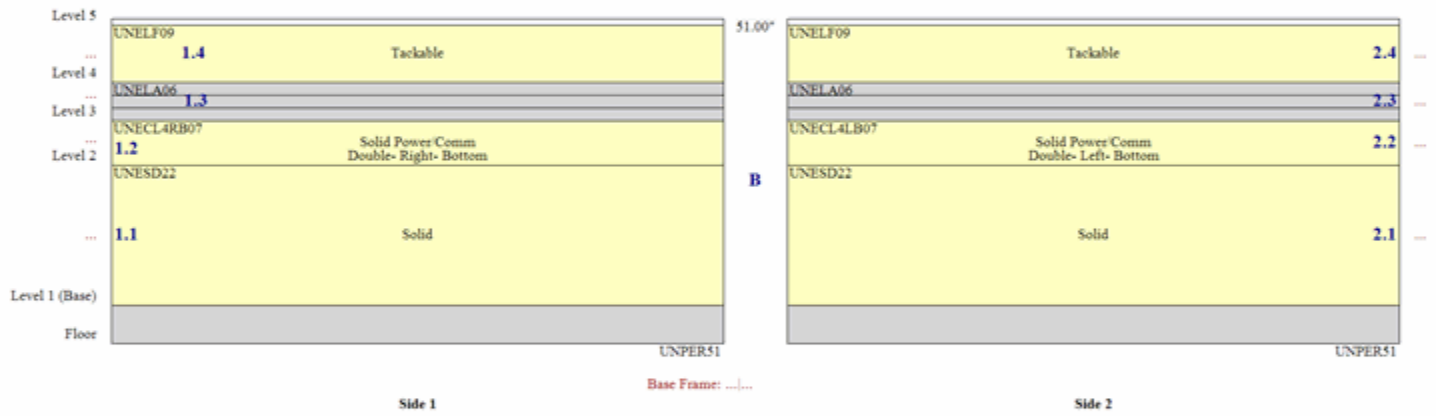 Level 5
51.00"
UNELF09
UNELF09
...
1.4
Tackable
Tackable
2.4
...
Level 4
UNELA06
UNELA06
...
1.3
2.3
...
Level 3
UNECL4RB07
UNECL4LB07
...
1.2
Solid Power/Comm
Double- Right- Bottom
Solid Power/Comm
Double- Left- Bottom
2.2
...
Level 2
UNESD22
UNESD22
B
...
1.1
Solid
Solid
2.1
...
Level 1 (Base)
Floor
UNPER51
UNPER51
Base Frame: ...|...
Side 1
Side 2